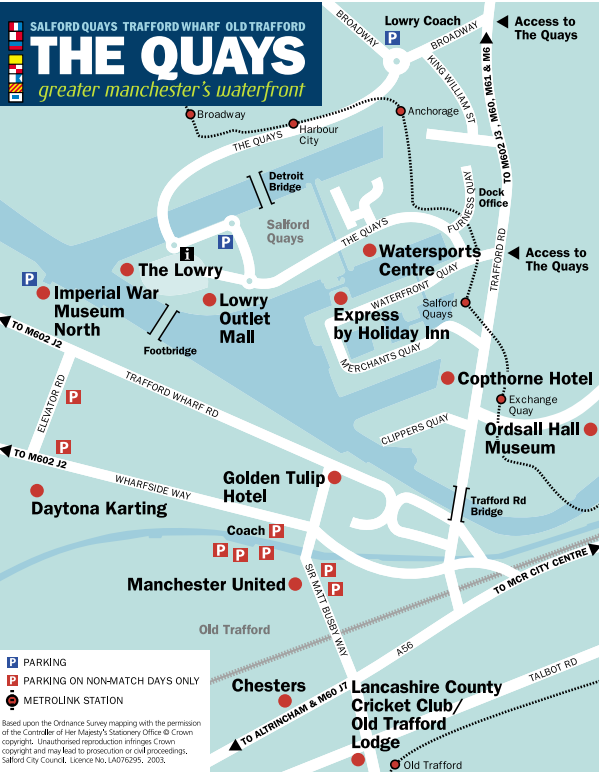 SALFORD QUAYS TRAFFORD WHARF OLD TRAFFORD
THE QUAYS
greater manchester's waterfront
BROADWAY
Lowry Coach
P
BROADWAY
Access to
The Quays
KING WILLIAM ST
TO M602 J3, M60, M61 & M6
Broadway
Harbour
City
Anchorage
THE QUAYS
Detroit
Bridge
FURNESS QUAY
Dock
Office
Salford
Quays
THE QUAYS
TRAFFORD RD
P
i
Watersports
Centre
Access to
The Quays
The Lowry
P
Imperial War
Museum
North
Lowry
Outlet
Mall
WATERFRONT QUAY
Express
by Holiday Inn
Salford
Quays
TO M602 J2
Footbridge
MERCHANTS QUAY
Copthorne Hotel
TRAFFORD WHARF RD
ELEVATOR RD
P
Exchange
Quay
CLIPPERS QUAY
Ordsall Hall
Museum
P
TO M602 J2
WHARFSIDE WAY
Golden Tulip
Hotel
Daytona Karting
Trafford Rd
Bridge
Coach P
P P P
P
P
Manchester United
SIR MATT BUSBY WAY
TO MCR CITY CENTRE
Old Trafford
A56
P PARKING
P PARKING ON NON-MATCH DAYS ONLY
METROLINK STATION
TALBOT RD
Chesters
TO ALTRINCHAM & M60 J7
Lancashire County
Cricket Club/
Old Trafford
Lodge
Old Trafford
Based upon the Ordnance Survey mapping with the permission
of the Controller of Her Majesty's Stationery Office © Crown
copyright. Unauthorised reproduction infringes Crown
copyright and may lead to prosecution or civil proceedings.
Salford City Council. Licence No. LA076295. 2003.